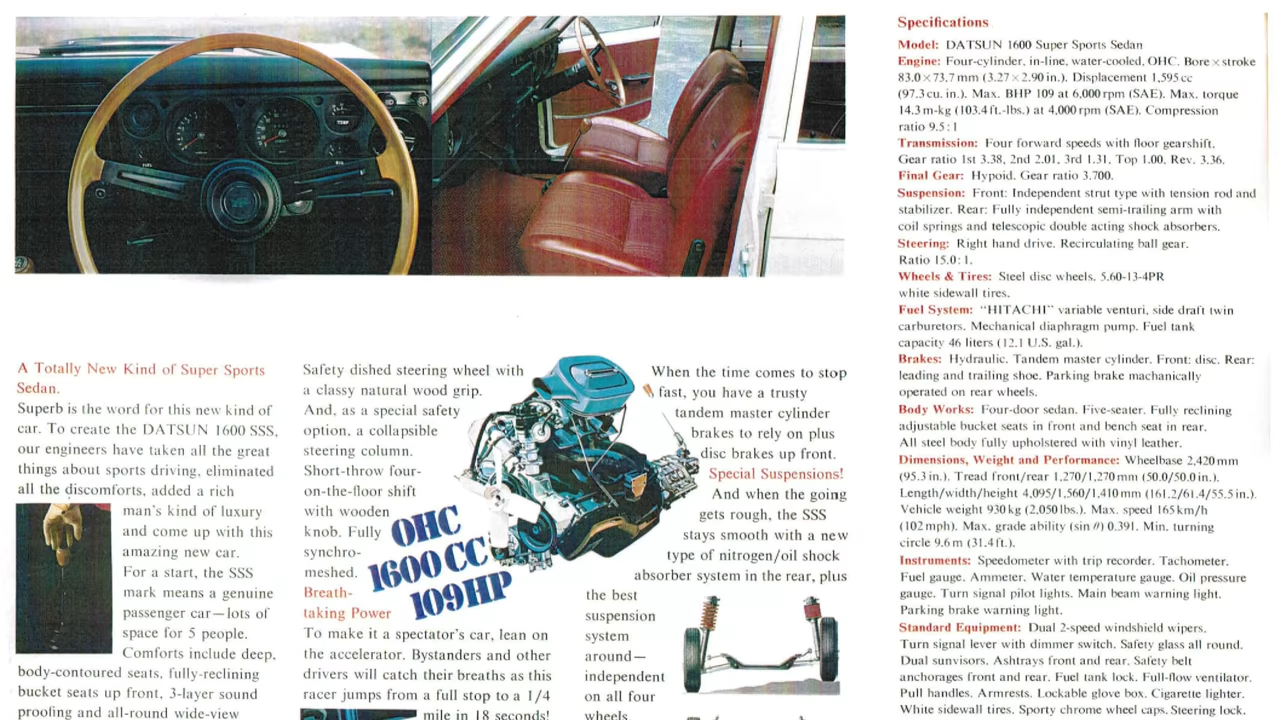 A Totally New Kind of Super Sports
Sedan.
Superb is the word for this new kind of
car. To create the DATSUN 1600 SSS,
our engineers have taken all the great
things about sports driving, eliminated
all the discomforts, added a rich
man's kind of luxury
and come up with this
amazing new car.
For a start, the SSS
mark means a genuine
passenger car—lots of
space for 5 people.
Comforts include deep,
body-contoured seats, fully-reclining
bucket seats up front, 3-layer sound
proofing and all-round wide-view
Safety dished steering wheel with
a classy natural wood grip.
And, as a special safety
option, a collapsible
steering column.
Short-throw four-
on-the-floor shift
with wooden
knob. Fully
synchro-
meshed.
Breath-
taking Power
To make it a spectator's car, lean on
the accelerator. Bystanders and other
drivers will catch their breaths as this
racer jumps from a full stop to a 1/4
mile in 18 seconds!
OHC
1600 CC
109 HP
When the time comes to stop
fast, you have a trusty
tandem master cylinder
brakes to rely on plus
disc brakes up front.
Special Suspensions!
And when the going
gets rough, the SSS
stays smooth with a new
type of nitrogen/oil shock
absorber system in the rear, plus
the best
suspension
system
around—
independent
on all four
wheels
Specifications
Model: DATSUN 1600 Super Sports Sedan
Engine: Four-cylinder, in-line, water-cooled, OHC. Bore × stroke
83.0 × 73.7 mm (3.27 × 2.90 in.). Displacement 1,595 cc
(97.3 cu. in.). Max. BHP 109 at 6,000 rpm (SAE). Max. torque
14.3 m-kg (103.4 ft.-lbs.) at 4,000 rpm (SAE). Compression
ratio 9.5 : 1
Transmission: Four forward speeds with floor gearshift.
Gear ratio 1st 3.38, 2nd 2.01, 3rd 1.31, Top 1.00, Rev. 3.36.
Final Gear: Hypoid. Gear ratio 3.700.
Suspension: Front: Independent strut type with tension rod and
stabilizer. Rear: Fully independent semi-trailing arm with
coil springs and telescopic double acting shock absorbers.
Steering: Right hand drive. Recirculating ball gear.
Ratio 15.0 : 1.
Wheels & Tires: Steel disc wheels. 5.60-13-4PR
white sidewall tires.
Fuel System: "HITACHI" variable venturi, side draft twin
carburetors. Mechanical diaphragm pump. Fuel tank
capacity 46 liters (12.1 U.S. gal.).
Brakes: Hydraulic. Tandem master cylinder. Front: disc. Rear:
leading and trailing shoe. Parking brake machanically
operated on rear wheels.
Body Works: Four-door sedan. Five-seater. Fully reclining
adjustable bucket seats in front and bench seat in rear.
All steel body fully upholstered with vinyl leather.
Dimensions, Weight and Performance: Wheelbase 2,420 mm
(95.3 in.). Tread front/rear 1,270/1,270 mm (50.0/50.0 in.).
Length/width/height 4,095/1,560/1,410 mm (161.2/61.4/55.5 in.).
Vehicle weight 930 kg (2,050 lbs.). Max. speed 165 km/h
(102 mph). Max. grade ability (sin θ) 0.391. Min. turning
circle 9.6 m (31.4 ft.).
Instruments: Speedometer with trip recorder. Tachometer.
Fuel gauge. Ammeter. Water temperature gauge. Oil pressure
gauge. Turn signal pilot lights. Main beam warning light.
Parking brake warning light.
Standard Equipment: Dual 2-speed windshield wipers.
Turn signal lever with dimmer switch. Safety glass all round.
Dual sunvisors. Ashtrays front and rear. Safety belt
anchorages front and rear. Fuel tank lock. Full-flow ventilator.
Pull handles. Armrests. Lockable glove box. Cigarette lighter.
White sidewall tires. Sporty chrome wheel caps. Steering lock.